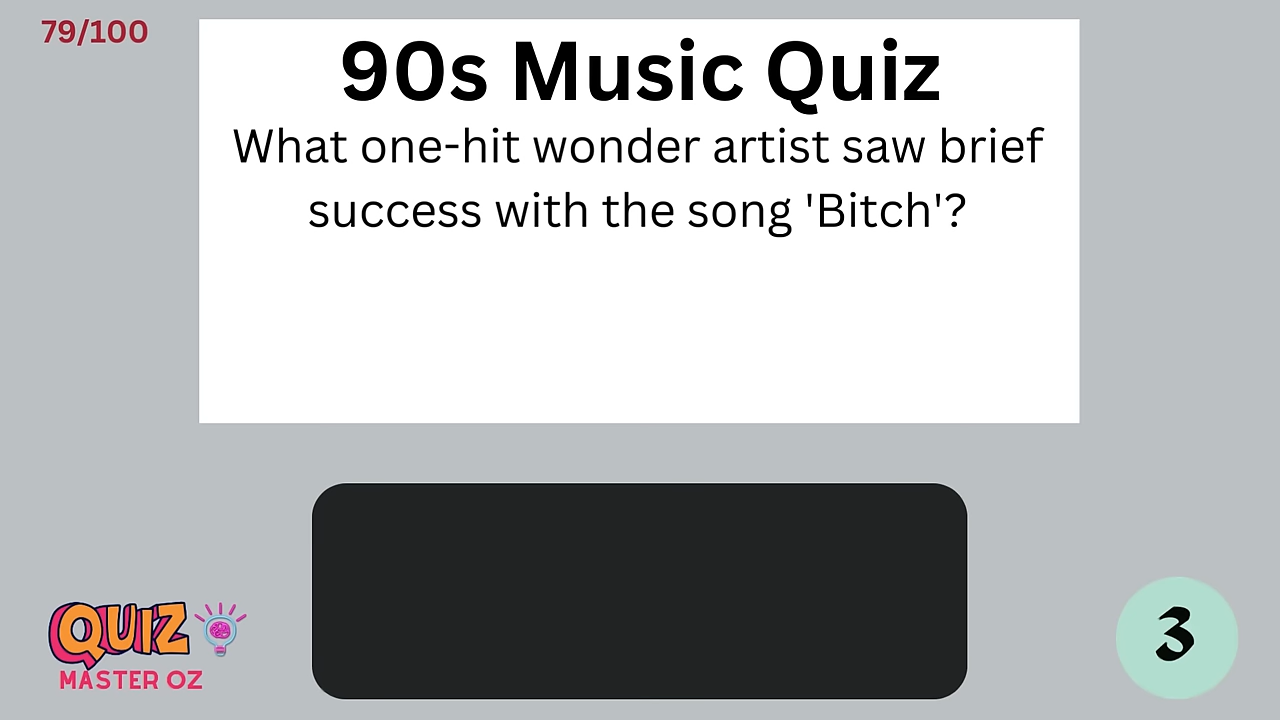 79/100
90s Music Quiz
What one-hit wonder artist saw brief
success with the song 'Bitch'?
QUIZ
MASTER OZ
3